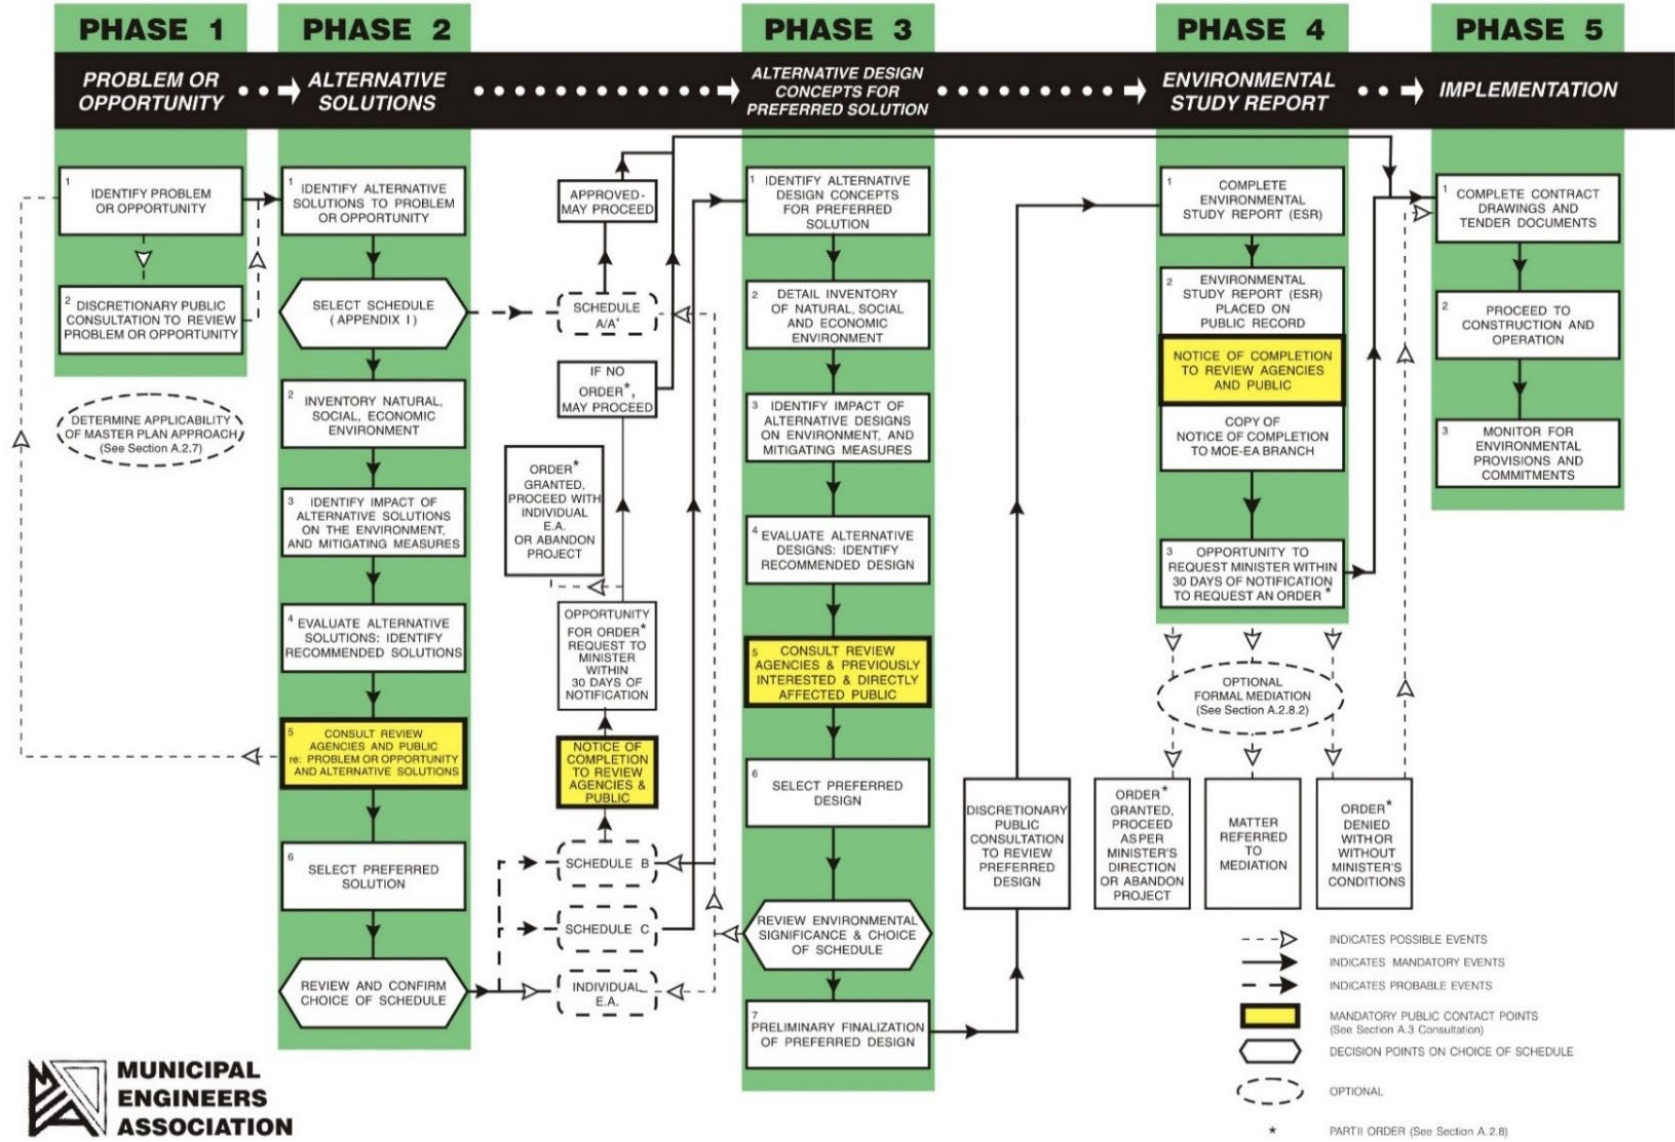 PHASE 1
PHASE 2
PHASE 3
PHASE 4
PHASE 5
PROBLEM OR
OPPORTUNITY
ALTERNATIVE
SOLUTIONS
ALTERNATIVE DESIGN
CONCEPTS FOR
PREFERRED SOLUTION
ENVIRONMENTAL
STUDY REPORT
IMPLEMENTATION
1
IDENTIFY PROBLEM
OR OPPORTUNITY
2
DISCRETIONARY PUBLIC
CONSULTATION TO REVIEW
PROBLEM OR OPPORTUNITY
DETERMINE APPLICABILITY
OF MASTER PLAN APPROACH
(See Section A.2.7)
1
IDENTIFY ALTERNATIVE
SOLUTIONS TO PROBLEM
OR OPPORTUNITY
SELECT SCHEDULE
( APPENDIX I )
2
INVENTORY NATURAL,
SOCIAL, ECONOMIC
ENVIRONMENT
3
IDENTIFY IMPACT OF
ALTERNATIVE SOLUTIONS
ON THE ENVIRONMENT,
AND MITIGATING MEASURES
4
EVALUATE ALTERNATIVE
SOLUTIONS: IDENTIFY
RECOMMENDED SOLUTIONS
5
CONSULT REVIEW
AGENCIES AND PUBLIC
re: PROBLEM OR OPPORTUNITY
AND ALTERNATIVE SOLUTIONS
6
SELECT PREFERRED
SOLUTION
REVIEW AND CONFIRM
CHOICE OF SCHEDULE
APPROVED-
MAY PROCEED
SCHEDULE
A/A+
IF NO
ORDER*,
MAY PROCEED
ORDER*
GRANTED,
PROCEED WITH
INDIVIDUAL
E.A.
OR ABANDON
PROJECT
OPPORTUNITY
FOR ORDER*
REQUEST TO
MINISTER
WITHIN
30 DAYS OF
NOTIFICATION
NOTICE OF
COMPLETION
TO REVIEW
AGENCIES &
PUBLIC
SCHEDULE B
SCHEDULE C
INDIVIDUAL
E.A.
1
IDENTIFY ALTERNATIVE
DESIGN CONCEPTS
FOR PREFERRED
SOLUTION
2
DETAIL INVENTORY
OF NATURAL, SOCIAL
AND ECONOMIC
ENVIRONMENT
3
IDENTIFY IMPACT OF
ALTERNATIVE DESIGNS
ON ENVIRONMENT, AND
MITIGATING MEASURES
4
EVALUATE ALTERNATIVE
DESIGNS: IDENTIFY
RECOMMENDED DESIGN
5
CONSULT REVIEW
AGENCIES & PREVIOUSLY
INTERESTED & DIRECTLY
AFFECTED PUBLIC
6
SELECT PREFERRED
DESIGN
REVIEW ENVIRONMENTAL
SIGNIFICANCE & CHOICE
OF SCHEDULE
7
PRELIMINARY FINALIZATION
OF PREFERRED DESIGN
DISCRETIONARY
PUBLIC
CONSULTATION
TO REVIEW
PREFERRED
DESIGN
1
COMPLETE
ENVIRONMENTAL
STUDY REPORT (ESR)
2
ENVIRONMENTAL
STUDY REPORT (ESR)
PLACED ON
PUBLIC RECORD
NOTICE OF COMPLETION
TO REVIEW AGENCIES
AND PUBLIC
COPY OF
NOTICE OF COMPLETION
TO MOE-EA BRANCH
3
OPPORTUNITY TO
REQUEST MINISTER WITHIN
30 DAYS OF NOTIFICATION
TO REQUEST AN ORDER *
OPTIONAL
FORMAL MEDIATION
(See Section A.2.8.2)
ORDER*
GRANTED,
PROCEED
AS PER
MINISTER'S
DIRECTION
OR ABANDON
PROJECT
MATTER
REFERRED
TO
MEDIATION
ORDER*
DENIED
WITH OR
WITHOUT
MINISTER'S
CONDITIONS
1
COMPLETE CONTRACT
DRAWINGS AND
TENDER DOCUMENTS
2
PROCEED TO
CONSTRUCTION AND
OPERATION
3
MONITOR FOR
ENVIRONMENTAL
PROVISIONS AND
COMMITMENTS
INDICATES POSSIBLE EVENTS
INDICATES MANDATORY EVENTS
INDICATES PROBABLE EVENTS
MANDATORY PUBLIC CONTACT POINTS
(See Section A.3 Consultation)
DECISION POINTS ON CHOICE OF SCHEDULE
OPTIONAL
* PART II ORDER (See Section A.2.8)
MUNICIPAL
ENGINEERS
ASSOCIATION